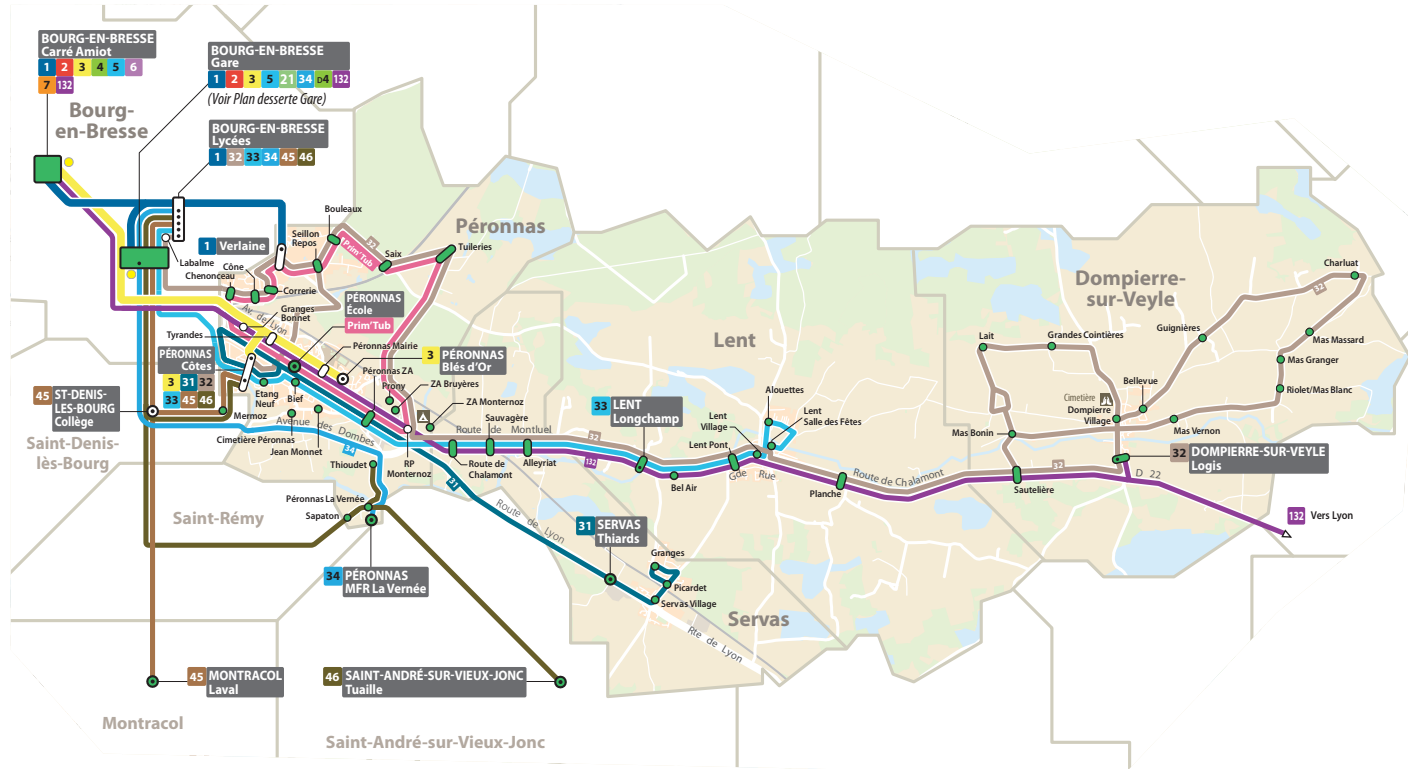 BOURG-EN-BRESSE
Carré Amiot
1 2 3 4 5 6
7 132
BOURG-EN-BRESSE
Gare
1 2 3 5 21 34 D4 132
(Voir Plan desserte Gare)
BOURG-EN-BRESSE
Lycées
1 32 33 34 45 46
Bourg-
en-Bresse
Labalme
1 Verlaine
Chenonceau
Cône
Correrie
Seillon
Repos
Bouleaux
Prim'Tub
32
Saix
Tuileries
Péronnas
Av. de Lyon
Granges
Bonnet
Tyrandes
PÉRONNAS
École
Prim'Tub
Péronnas Mairie
3 PÉRONNAS
Blés d'Or
PÉRONNAS
Côtes
3 31 32
33 45 46
Etang
Neuf
Bief
Mermoz
Cimetière Péronnas
Jean Monnet
Avenue des Dombes
34
Péronnas ZA
Prony
ZA Bruyères
ZA Monternoz
Sauvagère
Route de Montluel
RP
Monternoz
Route de
Chalamont
Alleyriat
32
132
45 ST-DENIS-
LES-BOURG
Collège
Saint-Denis-
lès-Bourg
Thioudet
Péronnas La Vernée
Sapaton
Saint-Rémy
34 PÉRONNAS
MFR La Vernée
31
Route de Lyon
31 SERVAS
Thiards
Granges
Picardet
Servas Village
Servas
Rte de Lyon
Lent
33 LENT
Longchamp
Bel Air
Lent
Village
Lent Pont
Alouettes
Lent
Salle des Fêtes
Gde Rue
Planche
Route de Chalamont
Dompierre-
sur-Veyle
Lait
Grandes Cointières
Guignières
32
Charluat
Mas Massard
Mas Granger
Riolet/Mas Blanc
Mas Vernon
Bellevue
Cimetière
Dompierre
Village
Mas Bonin
32
Sautelière
32 DOMPIERRE-SUR-VEYLE
Logis
D 22
132 Vers Lyon
45 MONTRACOL
Laval
46 SAINT-ANDRÉ-SUR-VIEUX-JONC
Tuaille
Montracol
Saint-André-sur-Vieux-Jonc